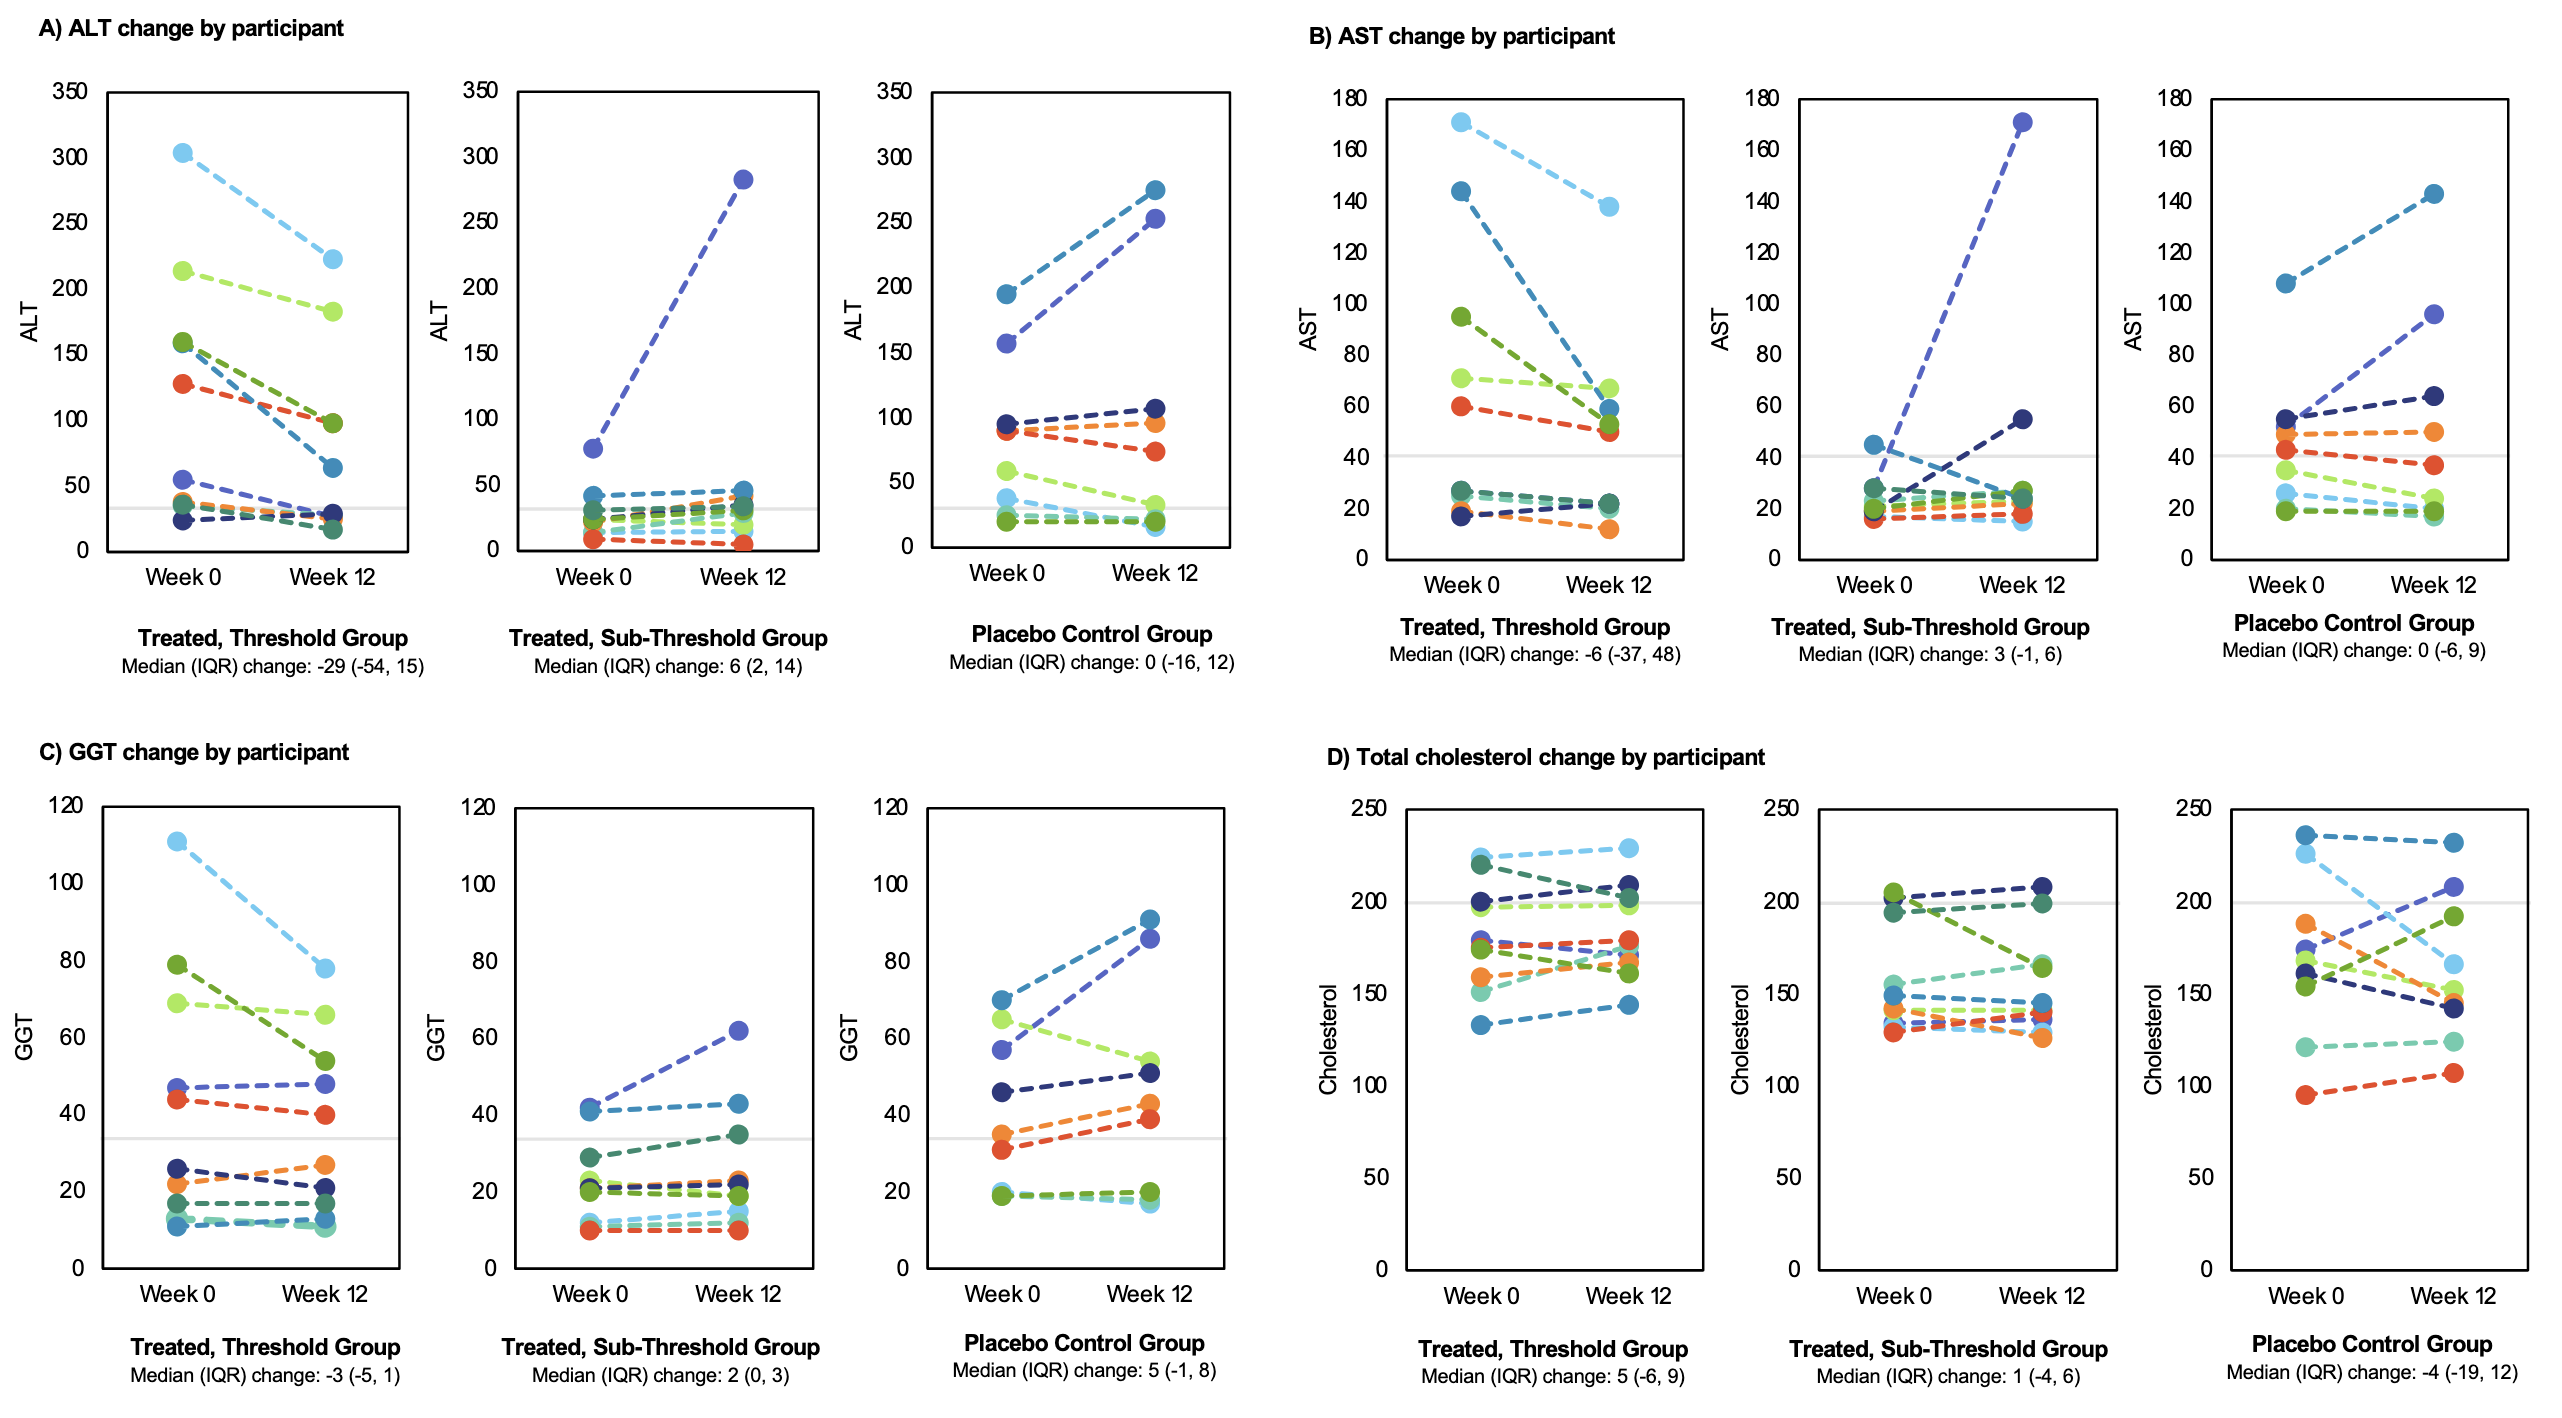 A) ALT change by participant
B) AST change by participant
350
300
250
200
150
100
50
0
ALT
Week 0 Week 12
Treated, Threshold Group
Median (IQR) change: -29 (-54, 15)
350
300
250
200
150
100
50
0
ALT
Week 0 Week 12
Treated, Sub-Threshold Group
Median (IQR) change: 6 (2, 14)
350
300
250
200
150
100
50
0
ALT
Week 0 Week 12
Placebo Control Group
Median (IQR) change: 0 (-16, 12)
180
160
140
120
100
80
60
40
20
0
AST
Week 0 Week 12
Treated, Threshold Group
Median (IQR) change: -6 (-37, 48)
180
160
140
120
100
80
60
40
20
0
AST
Week 0 Week 12
Treated, Sub-Threshold Group
Median (IQR) change: 3 (-1, 6)
180
160
140
120
100
80
60
40
20
0
AST
Week 0 Week 12
Placebo Control Group
Median (IQR) change: 0 (-6, 9)
C) GGT change by participant
D) Total cholesterol change by participant
120
100
80
60
40
20
0
GGT
Week 0 Week 12
Treated, Threshold Group
Median (IQR) change: -3 (-5, 1)
120
100
80
60
40
20
0
GGT
Week 0 Week 12
Treated, Sub-Threshold Group
Median (IQR) change: 2 (0, 3)
120
100
80
60
40
20
0
GGT
Week 0 Week 12
Placebo Control Group
Median (IQR) change: 5 (-1, 8)
250
200
150
100
50
0
Cholesterol
Week 0 Week 12
Treated, Threshold Group
Median (IQR) change: 5 (-6, 9)
250
200
150
100
50
0
Cholesterol
Week 0 Week 12
Treated, Sub-Threshold Group
Median (IQR) change: 1 (-4, 6)
250
200
150
100
50
0
Cholesterol
Week 0 Week 12
Placebo Control Group
Median (IQR) change: -4 (-19, 12)